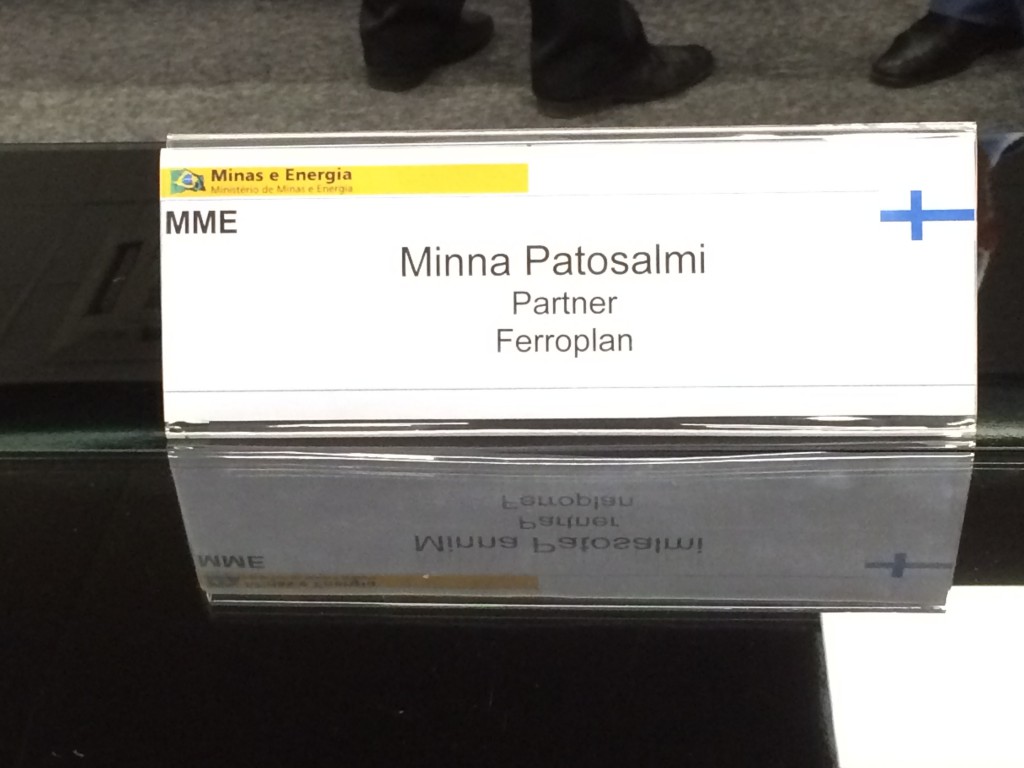 Minas e Energia
Ministério de Minas e Energia
MME
Minna Patosalmi
Partner
Ferroplan